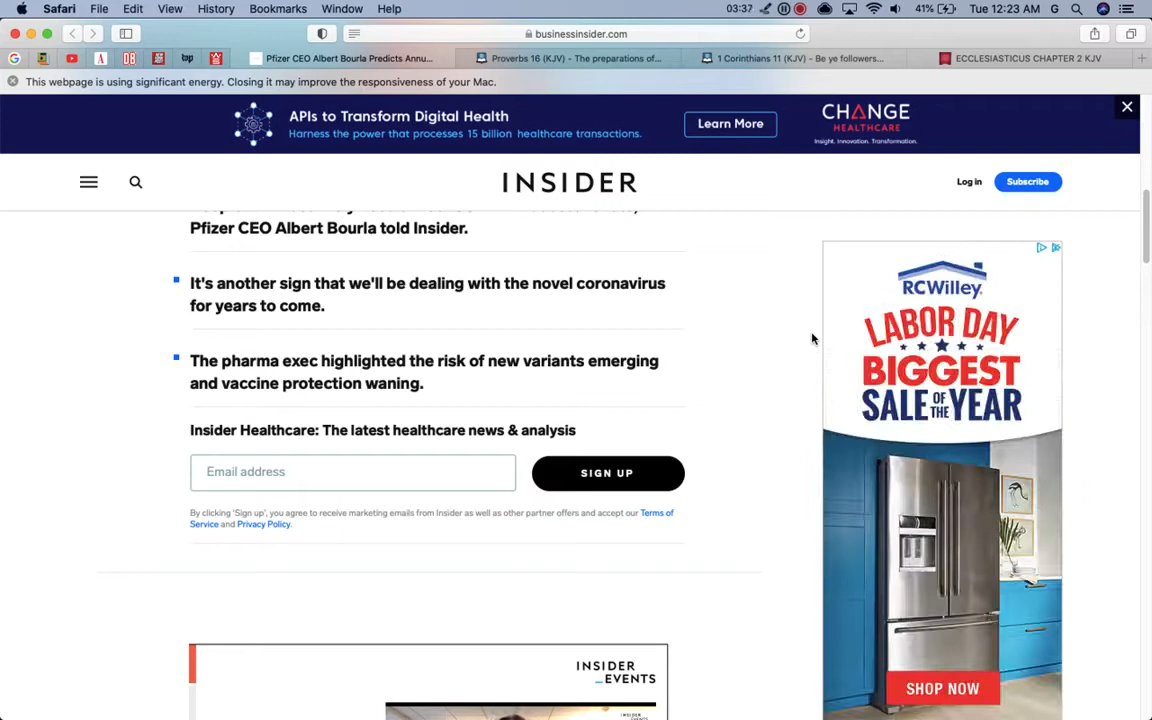 Safari File Edit View History Bookmarks Window Help 03:37 41% Tue 12:23 AM G
businessinsider.com
Pfizer CEO Albert Bourla Predicts Annu... Proverbs 16 (KJV) - The preparations of... 1 Corinthians 11 (KJV) - Be ye followers... ECCLESIASTICUS CHAPTER 2 KJV
This webpage is using significant energy. Closing it may improve the responsiveness of your Mac.
APIs to Transform Digital Health
Harness the power that processes 15 billion healthcare transactions.
Learn More
CHANGE
HEALTHCARE
Insight. Innovation. Transformation.
INSIDER
Log in
Subscribe
Pfizer CEO Albert Bourla told Insider.
It's another sign that we'll be dealing with the novel coronavirus
for years to come.
The pharma exec highlighted the risk of new variants emerging
and vaccine protection waning.
Insider Healthcare: The latest healthcare news & analysis
Email address
SIGN UP
By clicking 'Sign up', you agree to receive marketing emails from Insider as well as other partner offers and accept our Terms of
Service and Privacy Policy.
INSIDER
_EVENTS
RCWilley
LABOR DAY
BIGGEST
SALE OF THE YEAR
SHOP NOW